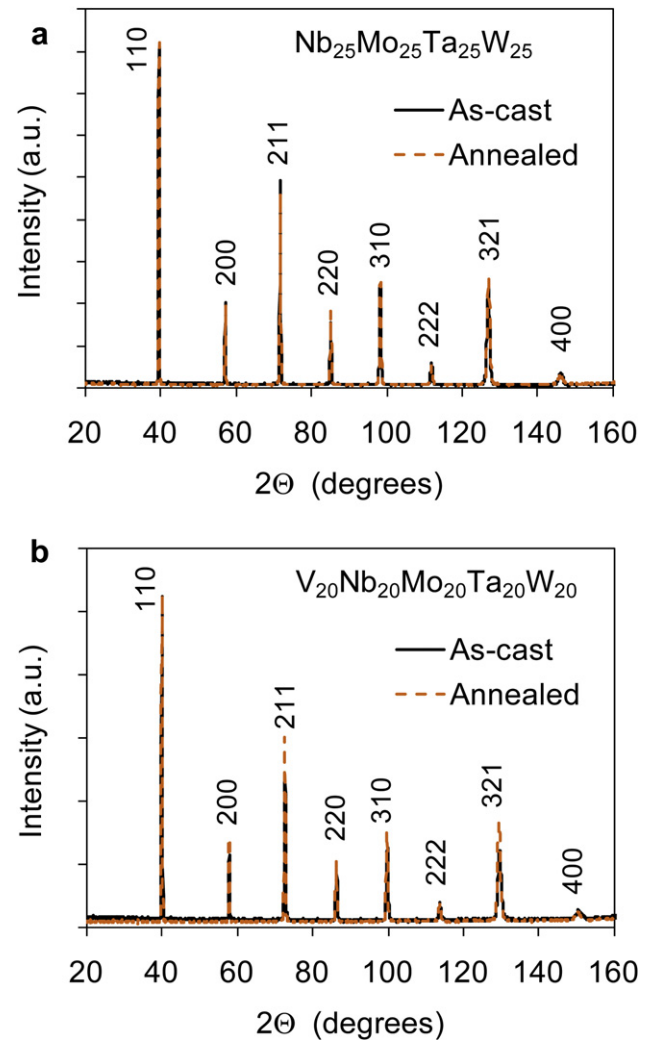 a
Nb₂₅Mo₂₅Ta₂₅W₂₅
As-cast
Annealed
110
200
211
220
310
222
321
400
Intensity (a.u.)
20 40 60 80 100 120 140 160
2Θ (degrees)
b
V₂₀Nb₂₀Mo₂₀Ta₂₀W₂₀
As-cast
Annealed
110
200
211
220
310
222
321
400
Intensity (a.u.)
20 40 60 80 100 120 140 160
2Θ (degrees)